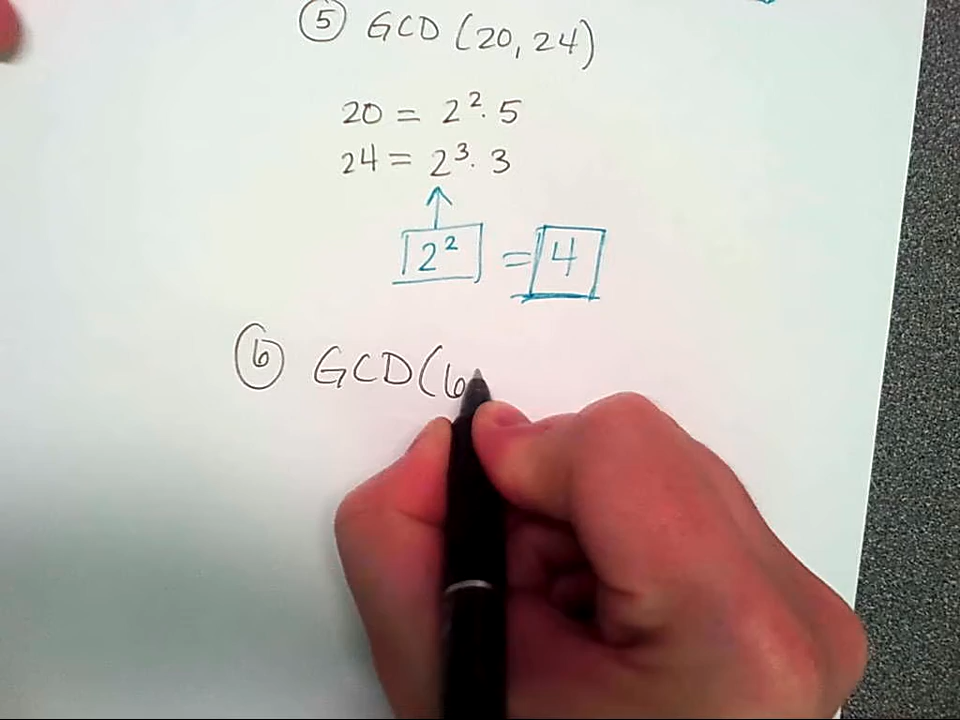 ⑤ GCD (20, 24)
20 = 2². 5
24 = 2³. 3
2² = 4
⑥ GCD(6